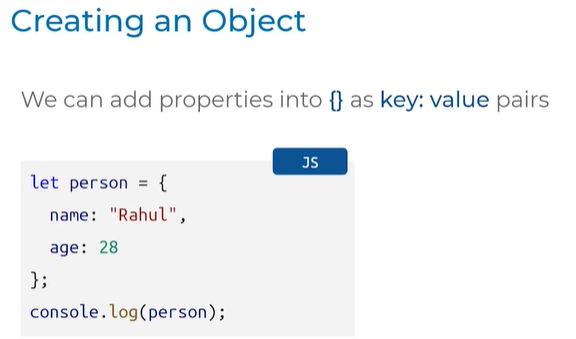 Creating an Object
We can add properties into {} as key: value pairs
JS
let person = {
  name: "Rahul",
  age: 28
};
console.log(person);